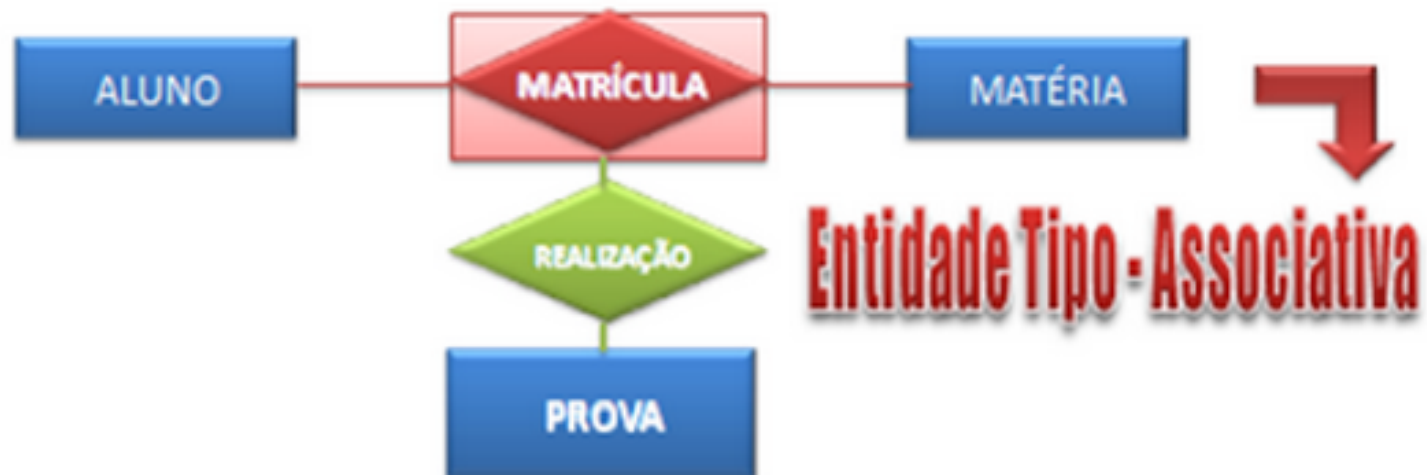 ALUNO
MATRÍCULA
MATÉRIA
REALIZAÇÃO
Entidade Tipo - Associativa
PROVA